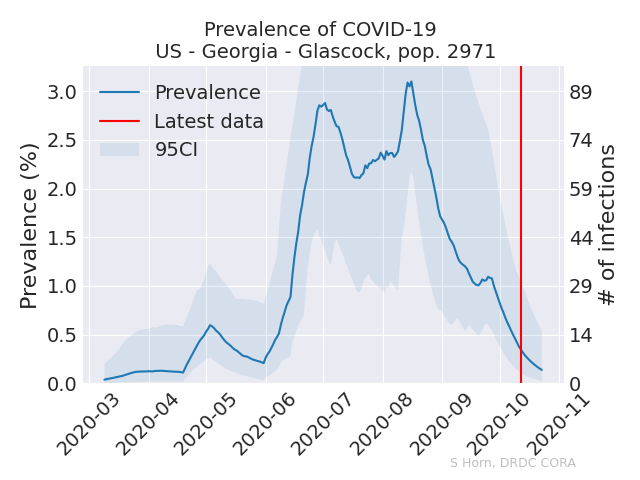 Prevalence of COVID-19
US - Georgia - Glascock, pop. 2971
Prevalence
Latest data
95CI
Prevalence (%)
3.0
2.5
2.0
1.5
1.0
0.5
0.0
89
74
59
44
29
14
0
# of infections
2020-03
2020-04
2020-05
2020-06
2020-07
2020-08
2020-09
2020-10
2020-11
S Horn, DRDC CORA